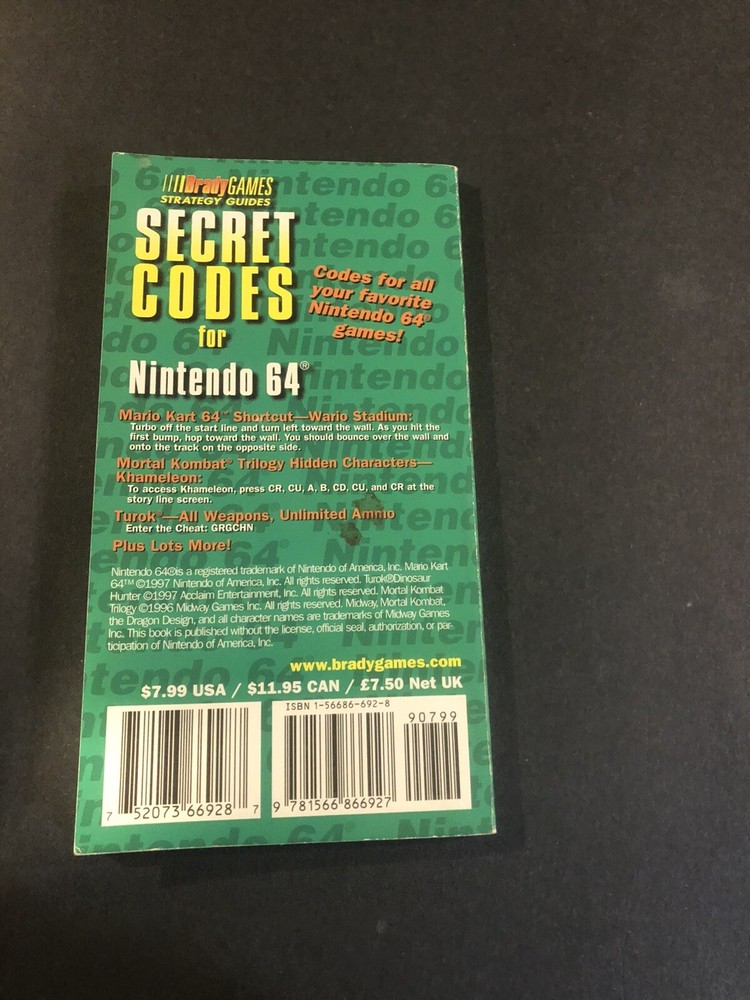 BradyGAMES
STRATEGY GUIDES
SECRET
CODES
for
Nintendo 64®
Codes for all
your favorite
Nintendo 64®
games!
Mario Kart 64™ Shortcut—Wario Stadium:
Turbo off the start line and turn left toward the wall. As you hit the
first bump, hop toward the wall. You should bounce over the wall and
onto the track on the opposite side.
Mortal Kombat® Trilogy Hidden Characters—
Khameleon:
To access Khameleon, press CR, CU, A, B, CD, CU, and CR at the
story line screen.
Turok™—All Weapons, Unlimited Ammo
Enter the Cheat: GRGCHN
Plus Lots More!
Nintendo 64®is a registered trademark of Nintendo of America, Inc. Mario Kart
64™ ©1997 Nintendo of America, Inc. All rights reserved. Turok®Dinosaur
Hunter ©1997 Acclaim Entertainment, Inc. All rights reserved. Mortal Kombat
Trilogy ©1996 Midway Games Inc. All rights reserved. Midway, Mortal Kombat,
the Dragon Design, and all character names are trademarks of Midway Games
Inc. This book is published without the license, official seal, authorization, or par-
ticipation of Nintendo of America, Inc.
www.bradygames.com
$7.99 USA / $11.95 CAN / £7.50 Net UK
ISBN 1-56686-692-8
90799
7 52073 66928 7
9 781566 866927